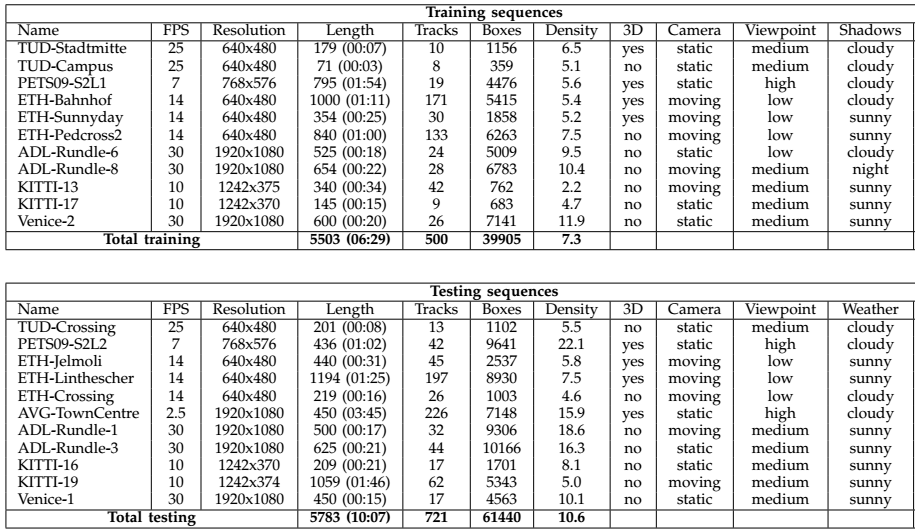 Training sequences
Name FPS Resolution Length Tracks Boxes Density 3D Camera Viewpoint Shadows
TUD-Stadtmitte 25 640x480 179 (00:07) 10 1156 6.5 yes static medium cloudy
TUD-Campus 25 640x480 71 (00:03) 8 359 5.1 no static medium cloudy
PETS09-S2L1 7 768x576 795 (01:54) 19 4476 5.6 yes static high cloudy
ETH-Bahnhof 14 640x480 1000 (01:11) 171 5415 5.4 yes moving low cloudy
ETH-Sunnyday 14 640x480 354 (00:25) 30 1858 5.2 yes moving low sunny
ETH-Pedcross2 14 640x480 840 (01:00) 133 6263 7.5 no moving low sunny
ADL-Rundle-6 30 1920x1080 525 (00:18) 24 5009 9.5 no static low cloudy
ADL-Rundle-8 30 1920x1080 654 (00:22) 28 6783 10.4 no moving medium night
KITTI-13 10 1242x375 340 (00:34) 42 762 2.2 no moving medium sunny
KITTI-17 10 1242x370 145 (00:15) 9 683 4.7 no static medium sunny
Venice-2 30 1920x1080 600 (00:20) 26 7141 11.9 no static medium sunny
Total training 5503 (06:29) 500 39905 7.3
Testing sequences
Name FPS Resolution Length Tracks Boxes Density 3D Camera Viewpoint Weather
TUD-Crossing 25 640x480 201 (00:08) 13 1102 5.5 no static medium cloudy
PETS09-S2L2 7 768x576 436 (01:02) 42 9641 22.1 yes static high cloudy
ETH-Jelmoli 14 640x480 440 (00:31) 45 2537 5.8 yes moving low sunny
ETH-Linthescher 14 640x480 1194 (01:25) 197 8930 7.5 yes moving low sunny
ETH-Crossing 14 640x480 219 (00:16) 26 1003 4.6 no moving low cloudy
AVG-TownCentre 2.5 1920x1080 450 (03:45) 226 7148 15.9 yes static high cloudy
ADL-Rundle-1 30 1920x1080 500 (00:17) 32 9306 18.6 no moving medium sunny
ADL-Rundle-3 30 1920x1080 625 (00:21) 44 10166 16.3 no static medium sunny
KITTI-16 10 1242x370 209 (00:21) 17 1701 8.1 no static medium sunny
KITTI-19 10 1242x374 1059 (01:46) 62 5343 5.0 no moving medium sunny
Venice-1 30 1920x1080 450 (00:15) 17 4563 10.1 no static medium sunny
Total testing 5783 (10:07) 721 61440 10.6